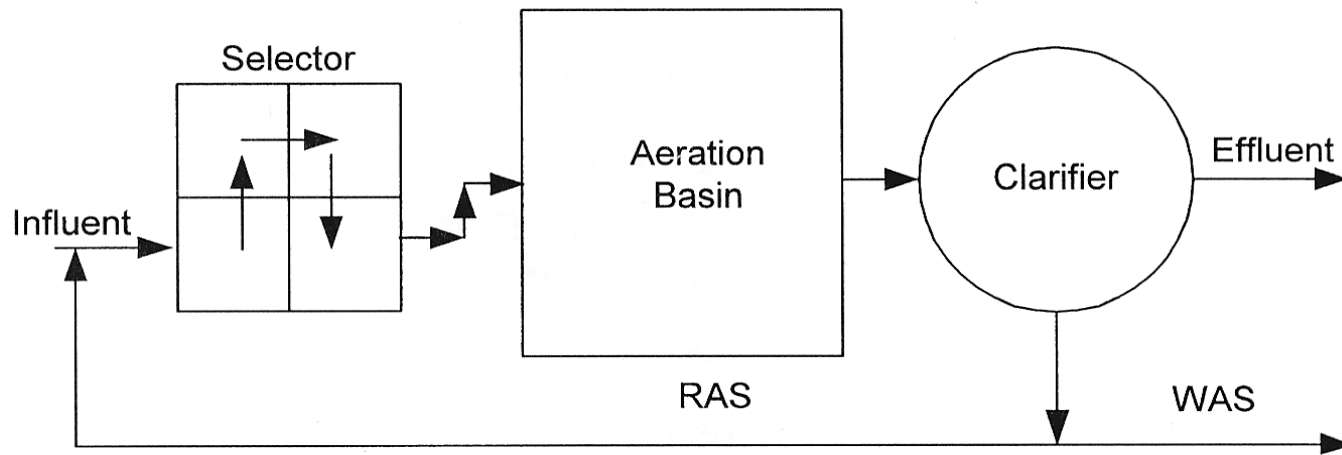 Selector
Influent
Aeration
Basin
Clarifier
Effluent
RAS
WAS